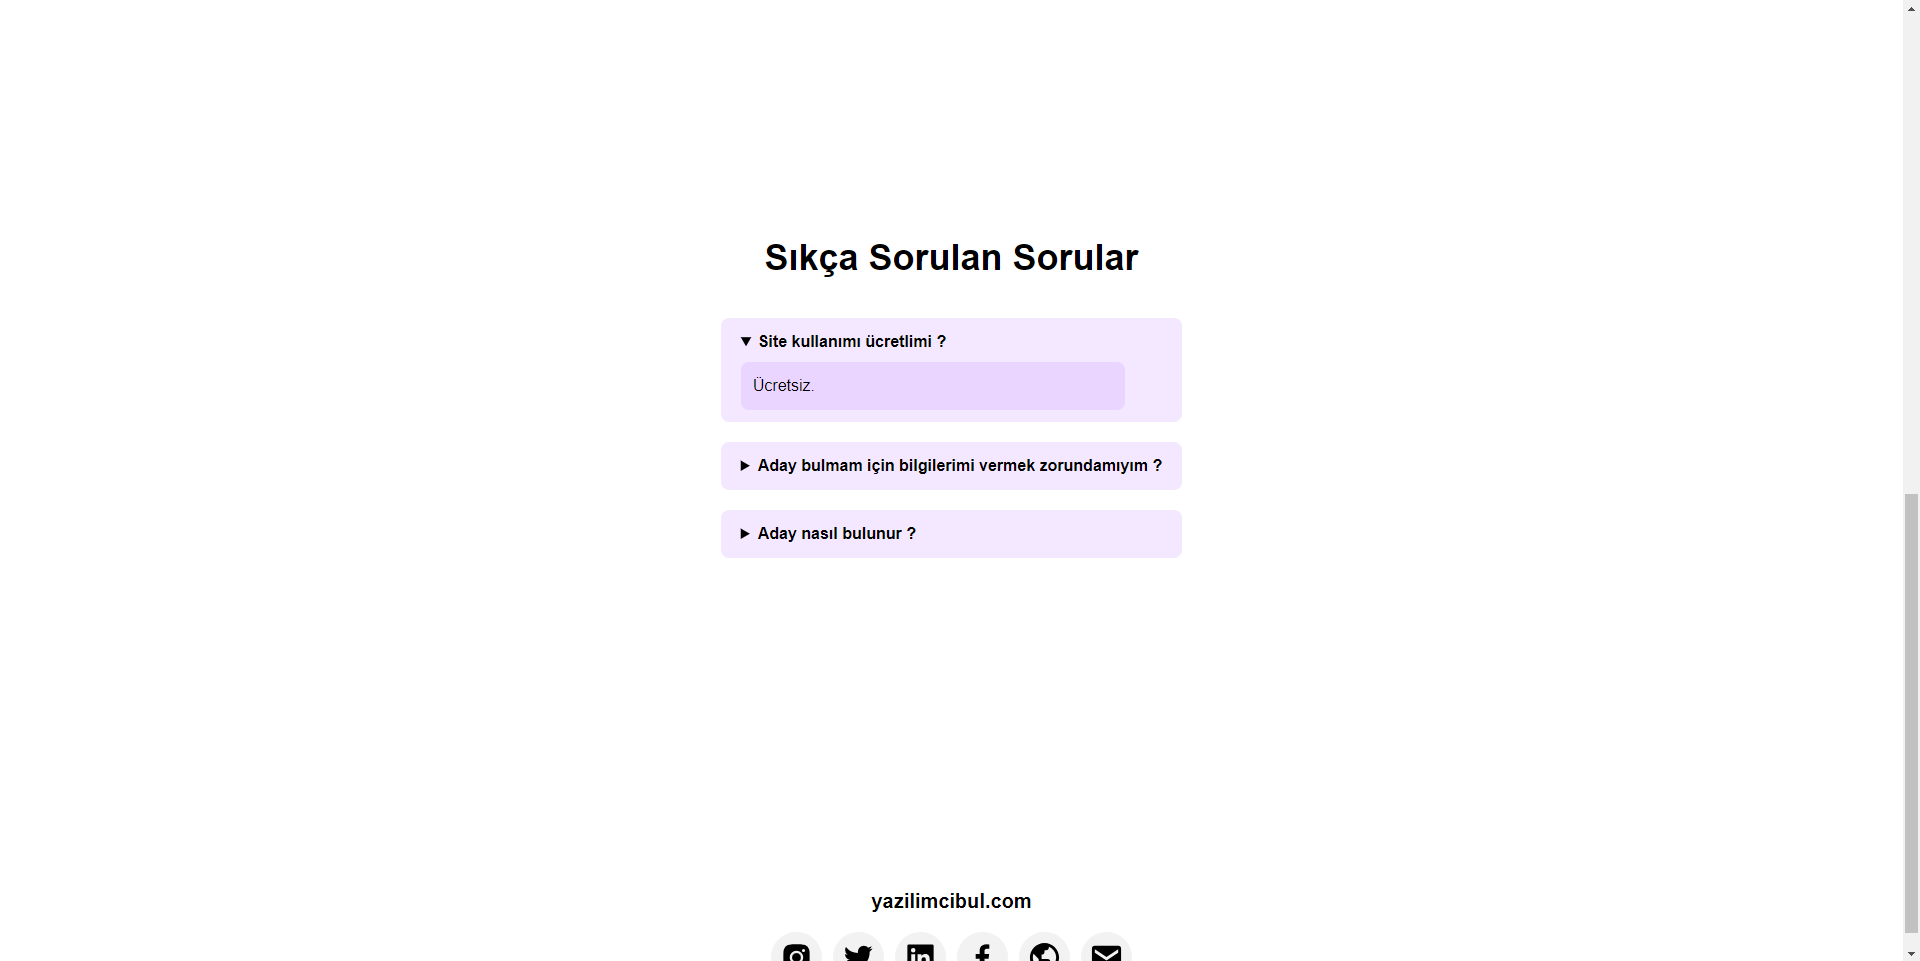 Sıkça Sorulan Sorular
Site kullanımı ücretlimi ?
Ücretsiz.
Aday bulmam için bilgilerimi vermek zorundamıyım ?
Aday nasıl bulunur ?
yazilimcibul.com